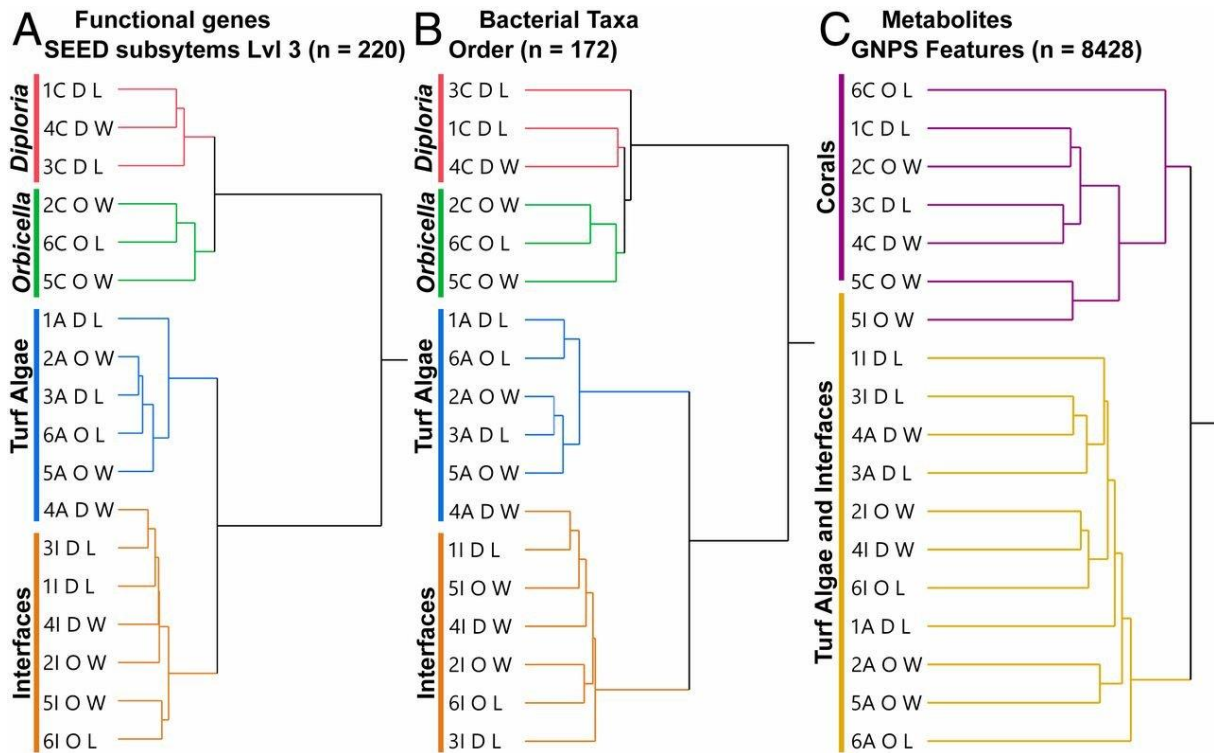 A
Functional genes
SEED subsytems Lvl 3 (n = 220)
Diploria
Orbicella
Turf Algae
Interfaces
1C D L
4C D W
3C D L
2C O W
6C O L
5C O W
1A D L
2A O W
3A D L
6A O L
5A O W
4A D W
3I D L
1I D L
4I D W
2I O W
5I O W
6I O L
B
Bacterial Taxa
Order (n = 172)
Diploria
Orbicella
Turf Algae
Interfaces
3C D L
1C D L
4C D W
2C O W
6C O L
5C O W
1A D L
6A O L
2A O W
3A D L
5A O W
4A D W
1I D L
5I O W
4I D W
2I O W
6I O L
3I D L
C
Metabolites
GNPS Features (n = 8428)
Corals
Turf Algae and Interfaces
6C O L
1C D L
2C O W
3C D L
4C D W
5C O W
5I O W
1I D L
3I D L
4A D W
3A D L
2I O W
4I D W
6I O L
1A D L
2A O W
5A O W
6A O L